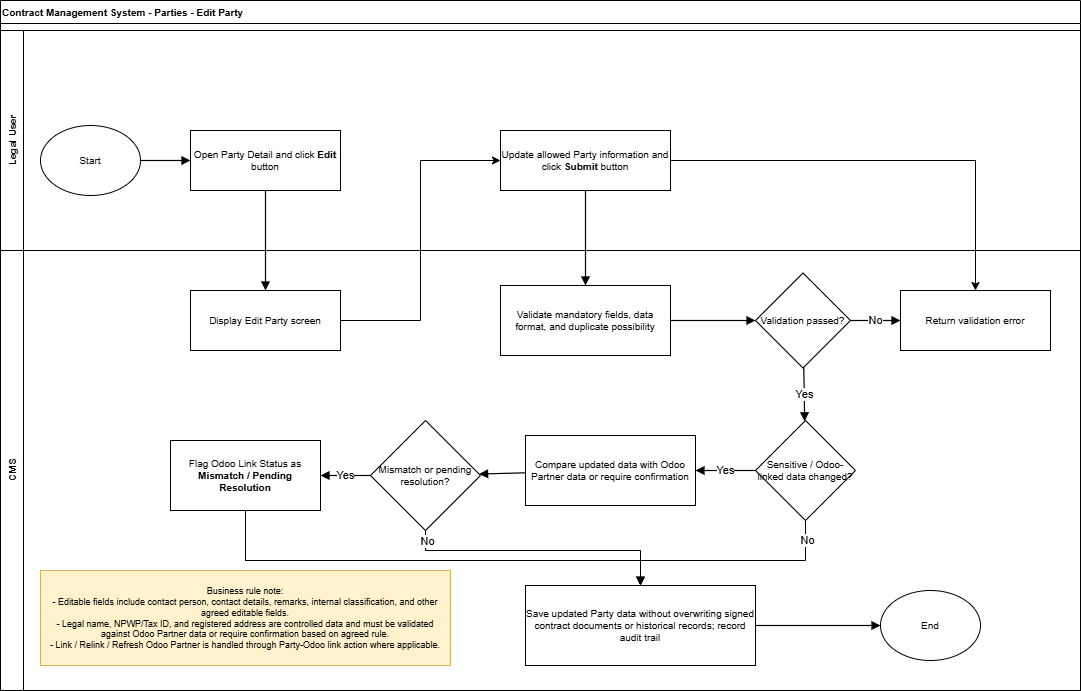 Contract Management System - Parties - Edit Party
Legal User
Start
Open Party Detail and click Edit
button
Update allowed Party information and
click Submit button
CMS
Display Edit Party screen
Validate mandatory fields, data
format, and duplicate possibility
Validation passed?
No
Return validation error
Yes
Flag Odoo Link Status as
Mismatch / Pending
Resolution
Yes
Mismatch or pending
resolution?
Compare updated data with Odoo
Partner data or require confirmation
Yes
Sensitive / Odoo-
linked data changed?
No
No
Business rule note:
- Editable fields include contact person, contact details, remarks, internal classification, and other
agreed editable fields.
- Legal name, NPWP/Tax ID, and registered address are controlled data and must be validated
against Odoo Partner data or require confirmation based on agreed rule.
- Link / Relink / Refresh Odoo Partner is handled through Party-Odoo link action where applicable.
Save updated Party data without overwriting signed
contract documents or historical records; record
audit trail
End